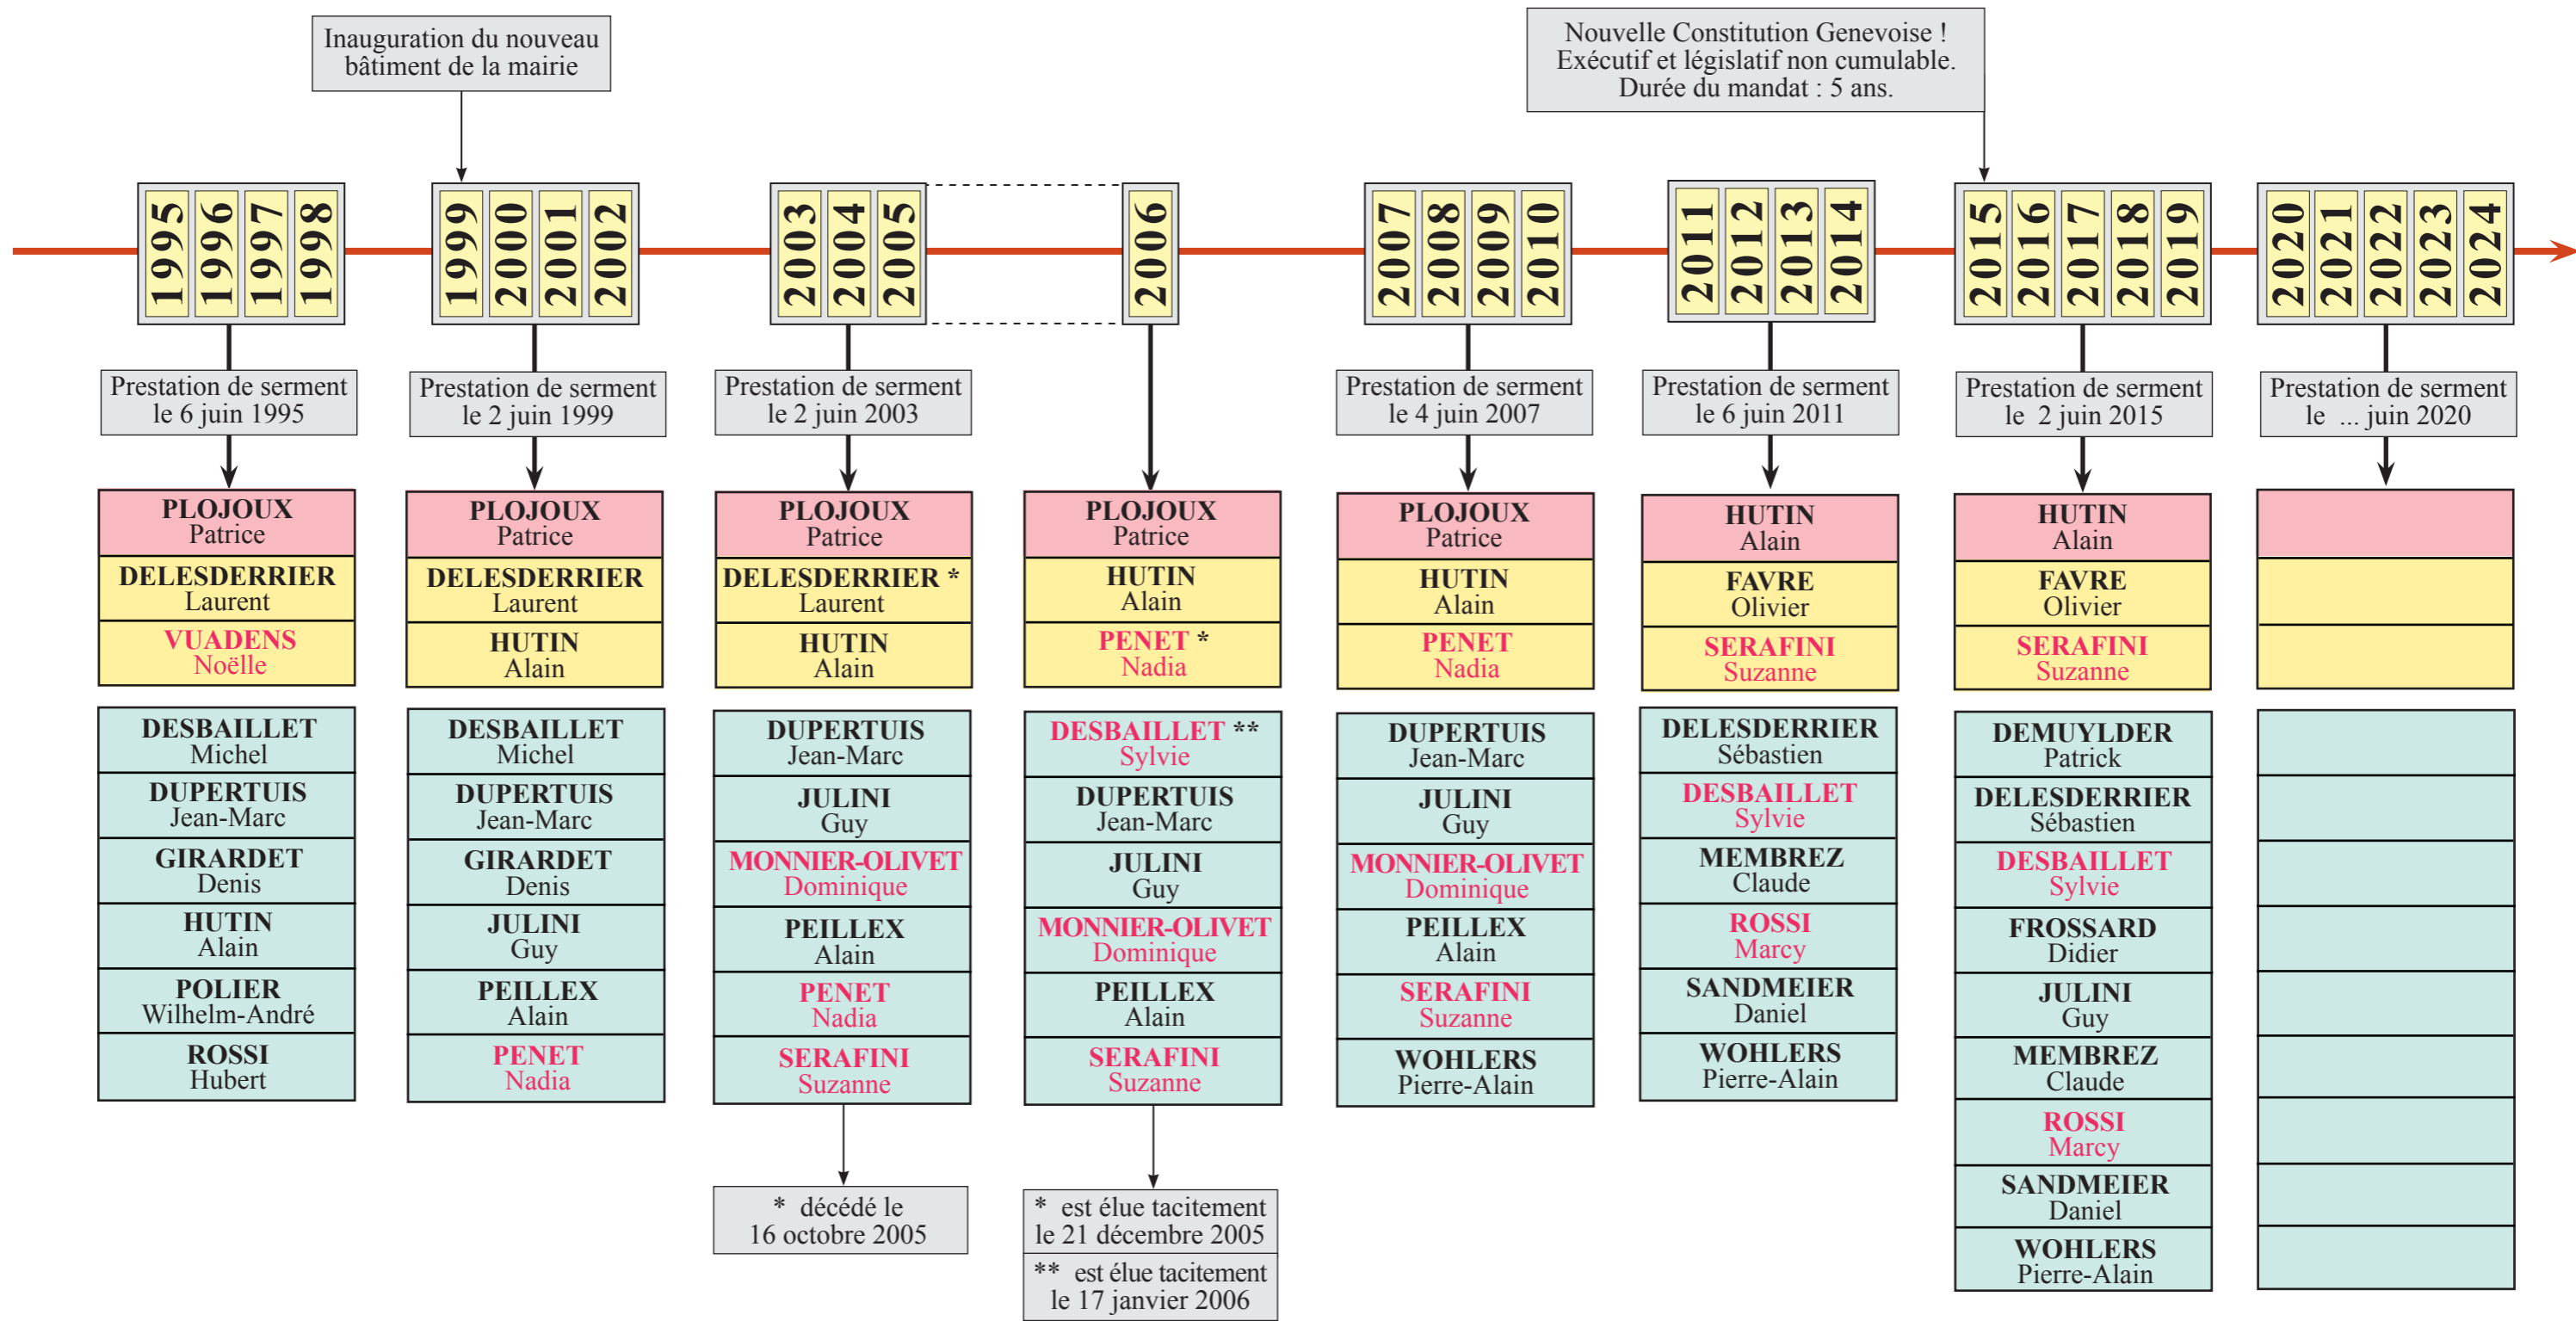 Inauguration du nouveau
bâtiment de la mairie
Nouvelle Constitution Genevoise !
Exécutif et législatif non cumulable.
Durée du mandat : 5 ans.
1995
1996
1997
1998
1999
2000
2001
2002
2003
2004
2005
2006
2007
2008
2009
2010
2011
2012
2013
2014
2015
2016
2017
2018
2019
2020
2021
2022
2023
2024
Prestation de serment
le 6 juin 1995
PLOJOUX
Patrice
DELESDERRIER
Laurent
VUADENS
Noëlle
DESBAILLET
Michel
DUPERTUIS
Jean-Marc
GIRARDET
Denis
HUTIN
Alain
POLIER
Wilhelm-André
ROSSI
Hubert
Prestation de serment
le 2 juin 1999
PLOJOUX
Patrice
DELESDERRIER
Laurent
HUTIN
Alain
DESBAILLET
Michel
DUPERTUIS
Jean-Marc
GIRARDET
Denis
JULINI
Guy
PEILLEX
Alain
PENET
Nadia
Prestation de serment
le 2 juin 2003
PLOJOUX
Patrice
DELESDERRIER *
Laurent
HUTIN
Alain
DUPERTUIS
Jean-Marc
JULINI
Guy
MONNIER-OLIVET
Dominique
PEILLEX
Alain
PENET
Nadia
SERAFINI
Suzanne
* décédé le
16 octobre 2005
PLOJOUX
Patrice
HUTIN
Alain
PENET *
Nadia
DESBAILLET **
Sylvie
DUPERTUIS
Jean-Marc
JULINI
Guy
MONNIER-OLIVET
Dominique
PEILLEX
Alain
SERAFINI
Suzanne
* est élue tacitement
le 21 décembre 2005
** est élue tacitement
le 17 janvier 2006
Prestation de serment
le 4 juin 2007
PLOJOUX
Patrice
HUTIN
Alain
PENET
Nadia
DUPERTUIS
Jean-Marc
JULINI
Guy
MONNIER-OLIVET
Dominique
PEILLEX
Alain
SERAFINI
Suzanne
WOHLERS
Pierre-Alain
Prestation de serment
le 6 juin 2011
HUTIN
Alain
FAVRE
Olivier
SERAFINI
Suzanne
DELESDERRIER
Sébastien
DESBAILLET
Sylvie
MEMBREZ
Claude
ROSSI
Marcy
SANDMEIER
Daniel
WOHLERS
Pierre-Alain
Prestation de serment
le 2 juin 2015
HUTIN
Alain
FAVRE
Olivier
SERAFINI
Suzanne
DEMUYLDER
Patrick
DELESDERRIER
Sébastien
DESBAILLET
Sylvie
FROSSARD
Didier
JULINI
Guy
MEMBREZ
Claude
ROSSI
Marcy
SANDMEIER
Daniel
WOHLERS
Pierre-Alain
Prestation de serment
le ... juin 2020